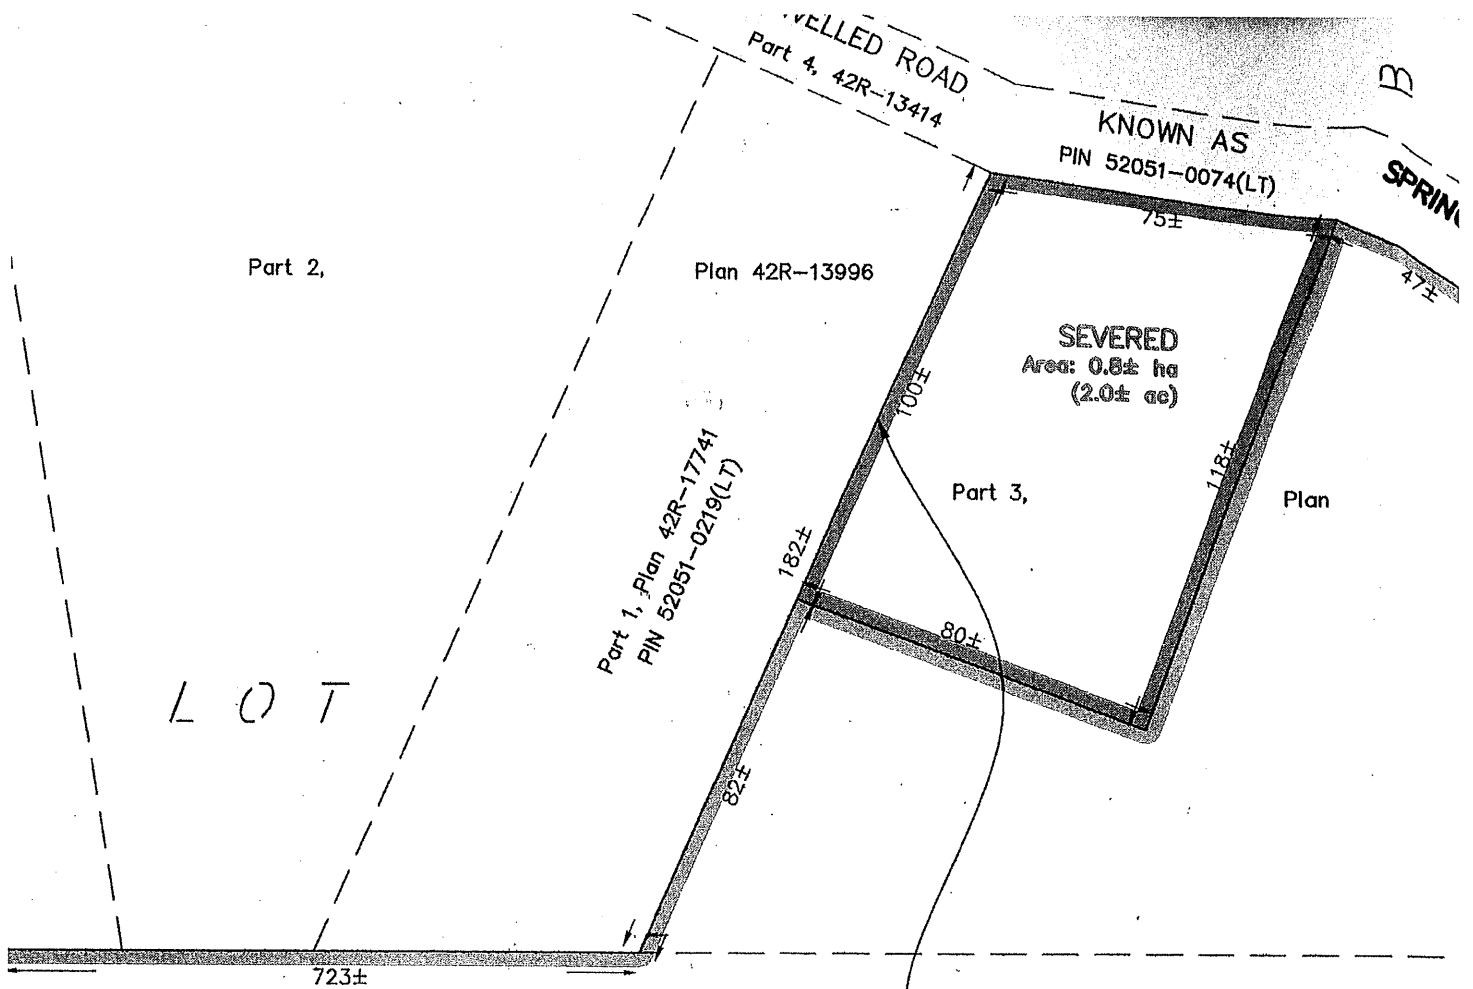 ROAD
Part 4, 42R-13414
B
KNOWN AS
PIN 52051-0074(LT)
75±
47±
Part 2,
Plan 42R-13996
SEVERED
Area: 0.8± ha
(2.0± ac)
100±
118±
Part 3,
Plan
Part 1, Plan 42R-17741
PIN 52051-0219(LT)
182±
80±
LOT
82±
723±